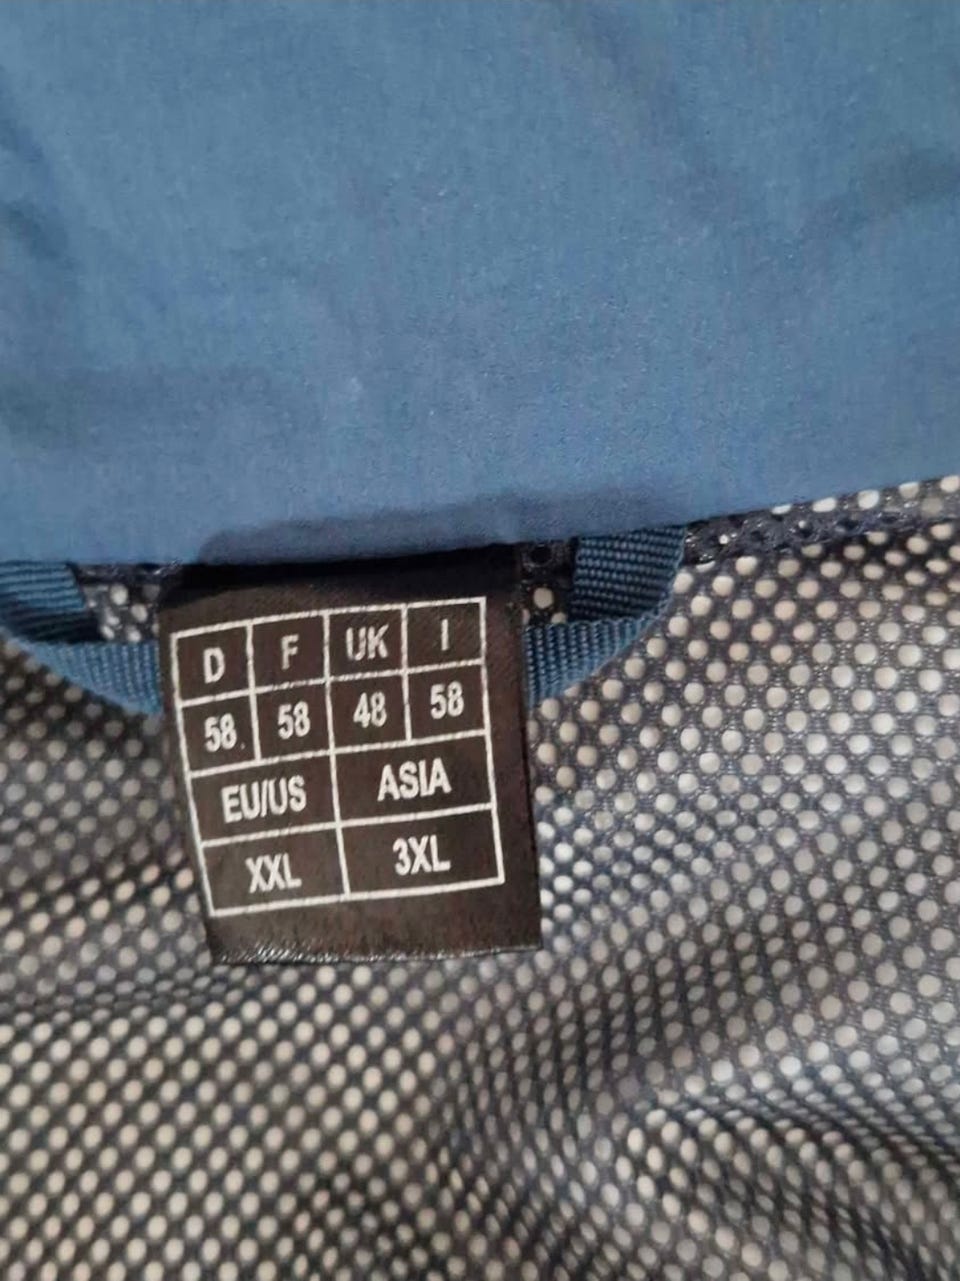 D F UK I
58 58 48 58
EU/US ASIA
XXL 3XL